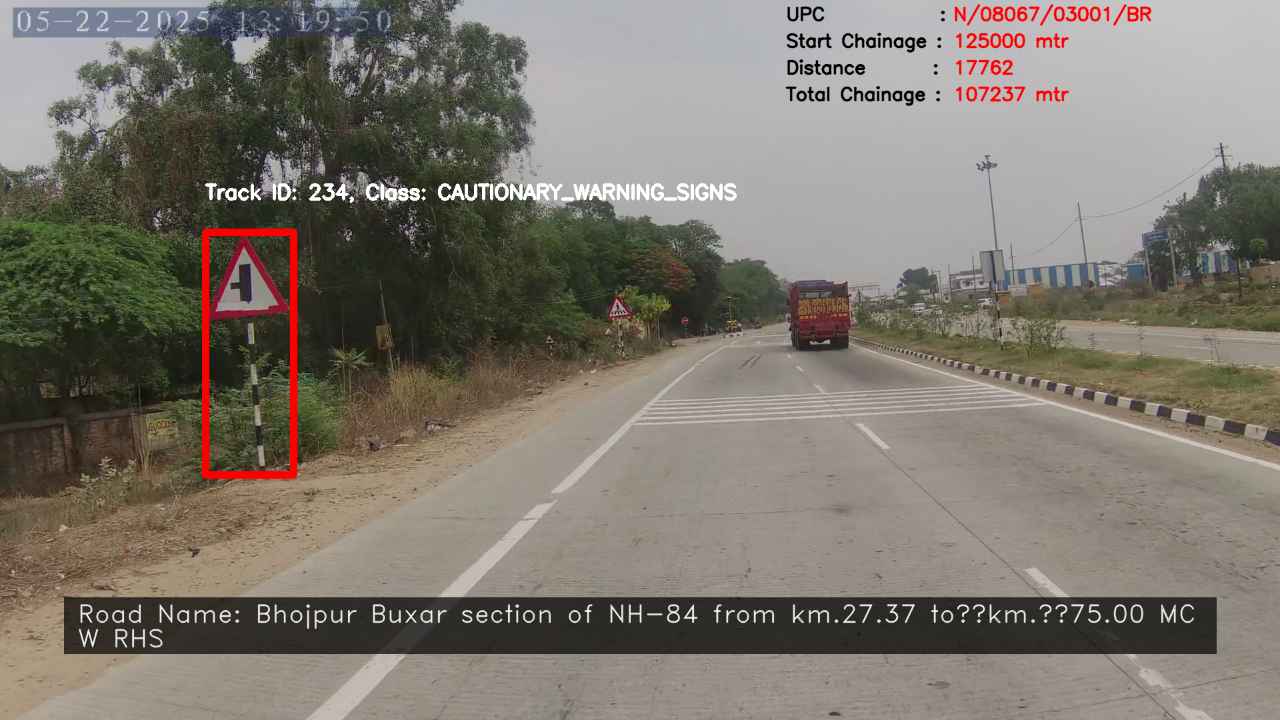 05-22-2025 13:19:50
UPC : N/08067/03001/BR
Start Chainage : 125000 mtr
Distance : 17762
Total Chainage : 107237 mtr
Track ID: 234, Class: CAUTIONARY_WARNING_SIGNS
Road Name: Bhojpur Buxar section of NH-84 from km.27.37 to??km.??75.00 MC
W RHS